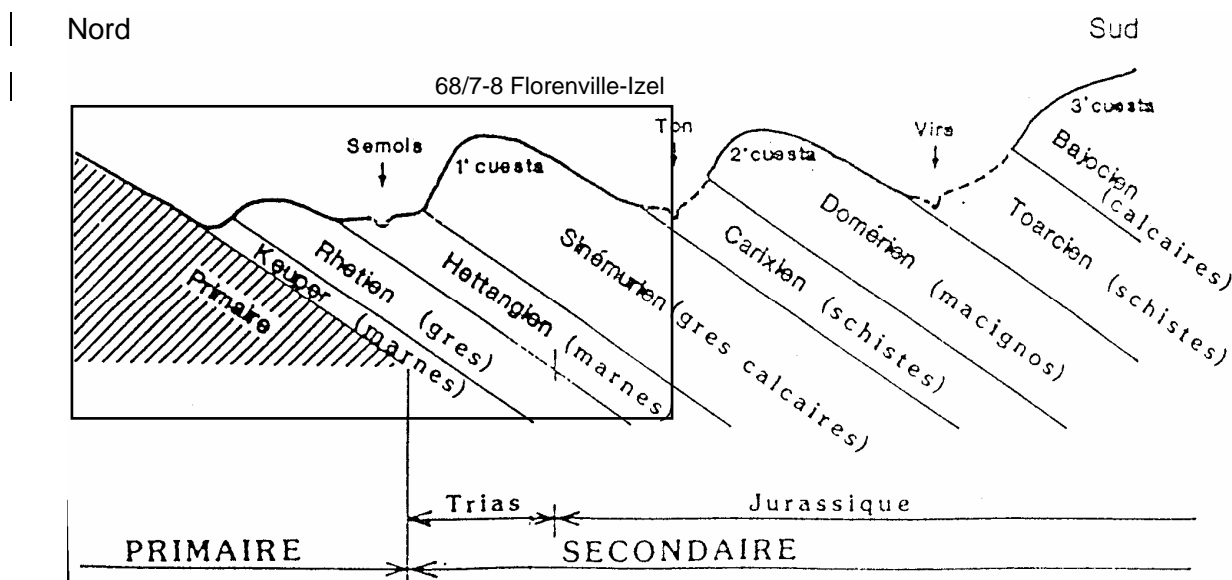 Nord
Sud
68/7-8 Florenville-Izel
Semois
1° cuesta
Ton
2° cuesta
Vire
3° cuesta
Primaire
Keuper (marnes)
Rhetien (gres)
Hettangien (marnes)
Sinémurien (gres calcaires)
Carixien (schistes)
Domérien (macignos)
Toarcien (schistes)
Bajocien (calcaires)
Trias
Jurassique
PRIMAIRE
SECONDAIRE